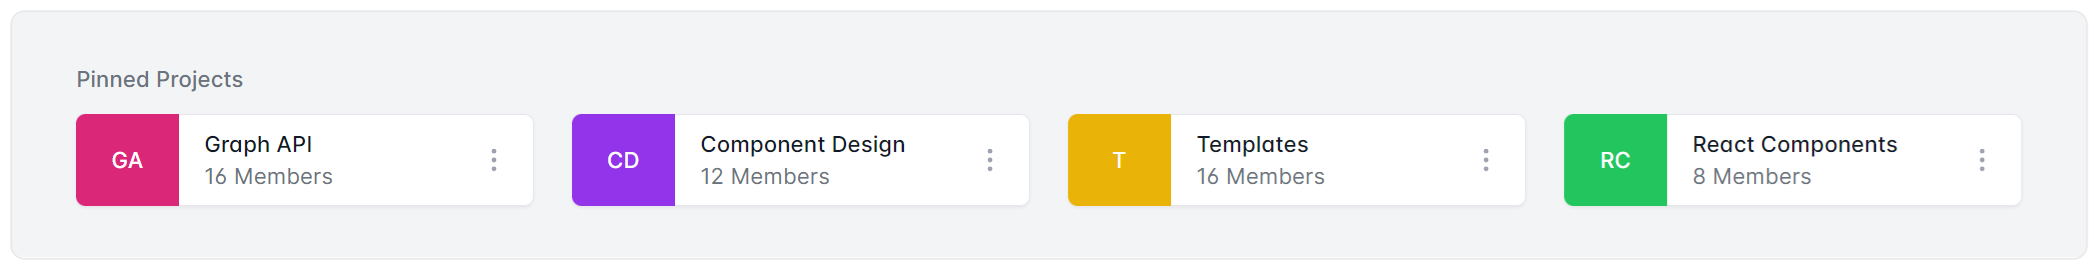 Pinned Projects
GA
Graph API
16 Members
CD
Component Design
12 Members
T
Templates
16 Members
RC
React Components
8 Members